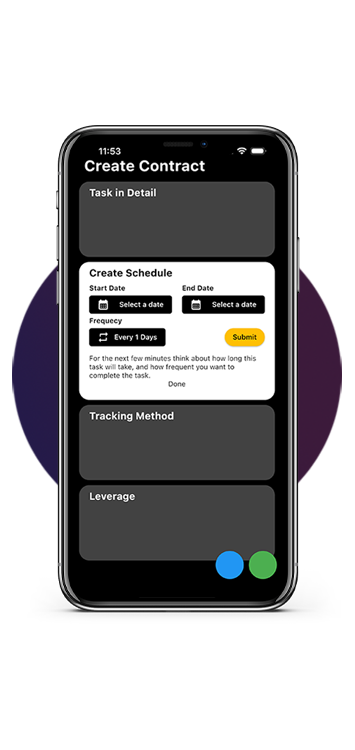 11:53
Create Contract
Task in Detail
Create Schedule
Start Date End Date
Select a date Select a date
Frequecy
Every 1 Days Submit
For the next few minutes think about how long this
task will take, and how frequent you want to
complete the task.
Done
Tracking Method
Leverage